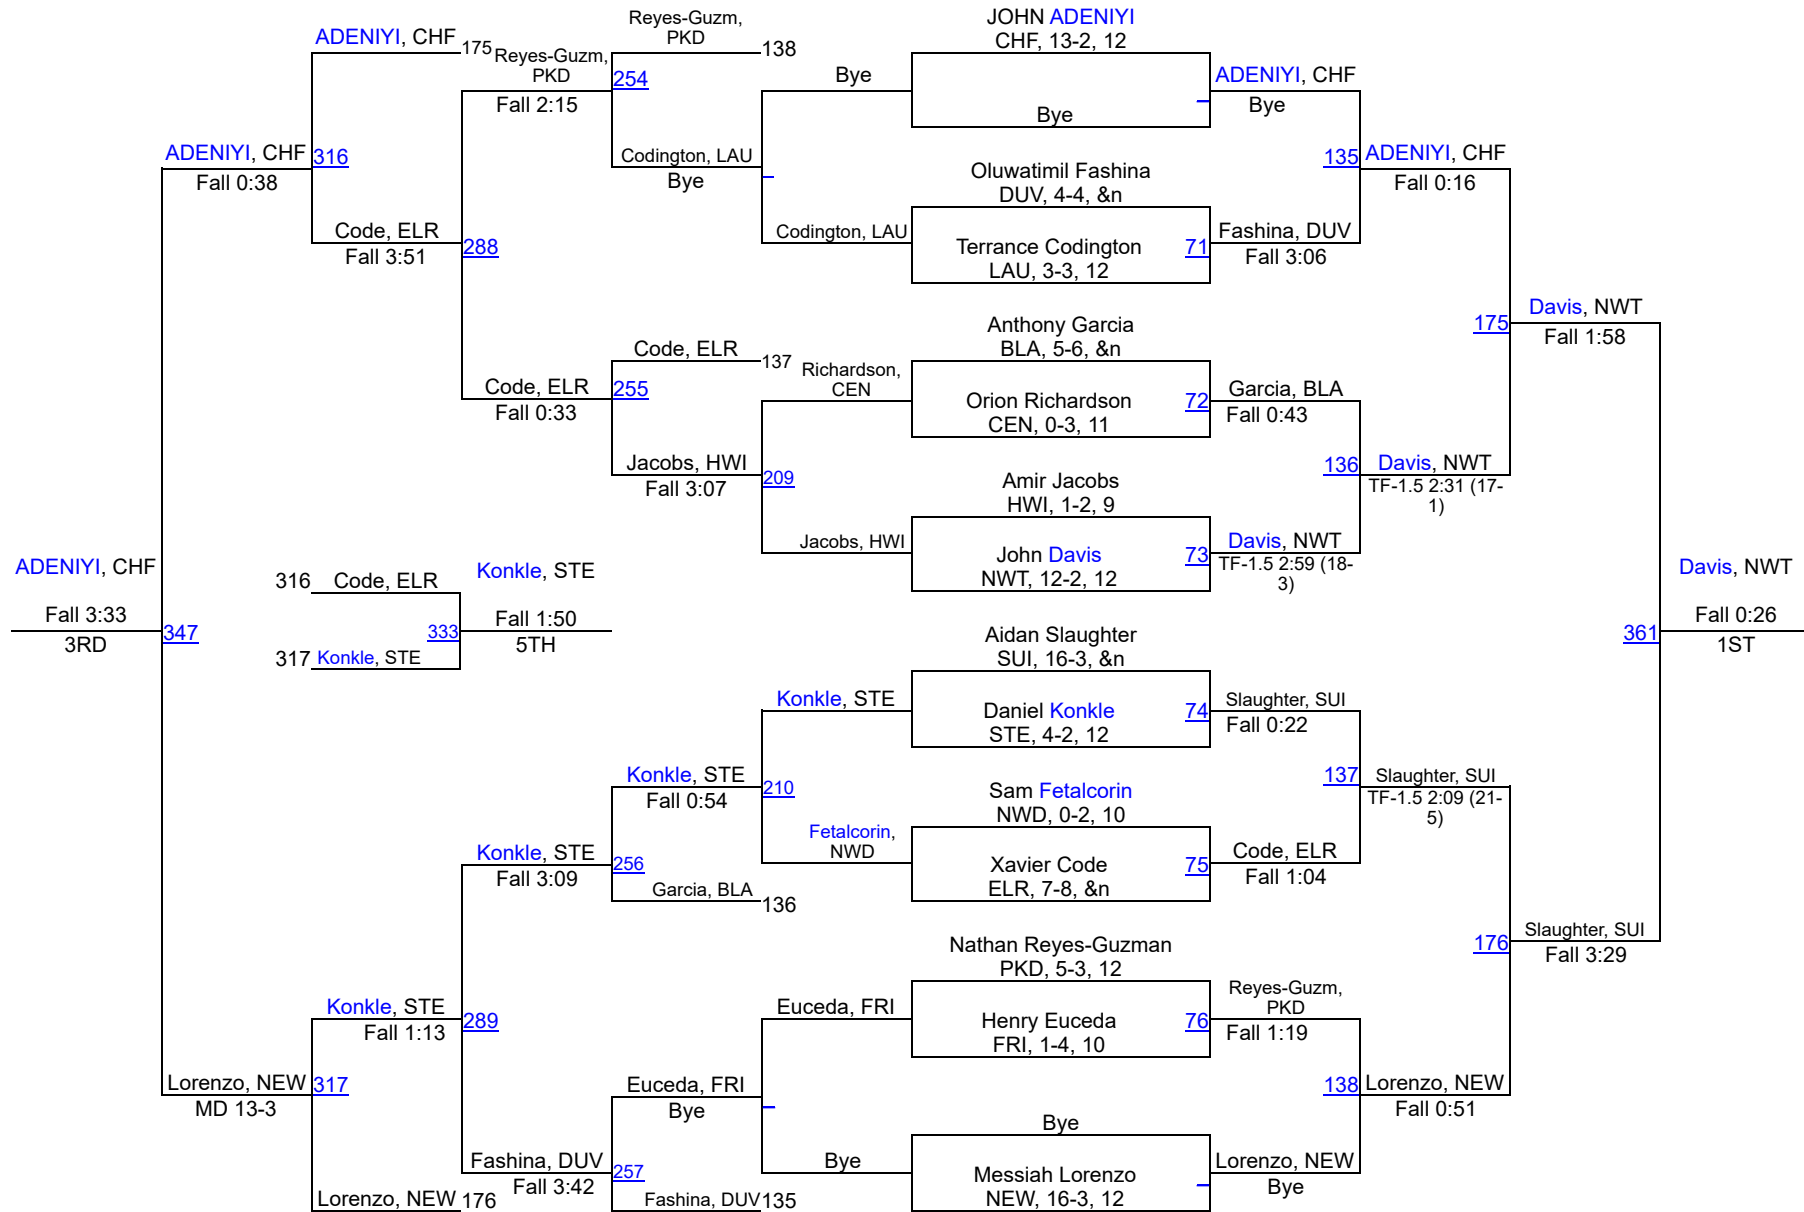 ADENIYI, CHF
175
316
ADENIYI, CHF
Fall 0:38
Code, ELR
Fall 3:51
Reyes-Guzm,
PKD
Fall 2:15
288
Reyes-Guzm,
PKD
138
254
Codington, LAU
Bye
Bye
Codington, LAU
JOHN ADENIYI
CHF, 13-2, 12
Bye
ADENIYI, CHF
Bye
Oluwatimil Fashina
DUV, 4-4, &n
Terrance Codington
LAU, 3-3, 12
71
Fashina, DUV
Fall 3:06
135
ADENIYI, CHF
Fall 0:16
Code, ELR
137
255
Code, ELR
Fall 0:33
Jacobs, HWI
Fall 3:07
Richardson,
CEN
209
Jacobs, HWI
Anthony Garcia
BLA, 5-6, &n
Orion Richardson
CEN, 0-3, 11
72
Garcia, BLA
Fall 0:43
Amir Jacobs
HWI, 1-2, 9
John Davis
NWT, 12-2, 12
73
Davis, NWT
TF-1.5 2:59 (18-
3)
136
Davis, NWT
TF-1.5 2:31 (17-
1)
175
Davis, NWT
Fall 1:58
ADENIYI, CHF
Fall 3:33
3RD
347
316
Code, ELR
317
Konkle, STE
333
Konkle, STE
Fall 1:50
5TH
361
Davis, NWT
Fall 0:26
1ST
Konkle, STE
210
Fetalcorin,
NWD
Konkle, STE
Fall 0:54
256
Garcia, BLA
136
Konkle, STE
Fall 3:09
Aidan Slaughter
SUI, 16-3, &n
Daniel Konkle
STE, 4-2, 12
74
Slaughter, SUI
Fall 0:22
Sam Fetalcorin
NWD, 0-2, 10
Xavier Code
ELR, 7-8, &n
75
Code, ELR
Fall 1:04
137
Slaughter, SUI
TF-1.5 2:09 (21-
5)
176
Slaughter, SUI
Fall 3:29
Konkle, STE
Fall 1:13
289
Lorenzo, NEW
MD 13-3
317
Lorenzo, NEW
176
Euceda, FRI
Bye
Fashina, DUV
Fall 3:42
257
Fashina, DUV
135
Euceda, FRI
Bye
Nathan Reyes-Guzman
PKD, 5-3, 12
Henry Euceda
FRI, 1-4, 10
76
Reyes-Guzm,
PKD
Fall 1:19
Bye
Messiah Lorenzo
NEW, 16-3, 12
Lorenzo, NEW
Bye
138
Lorenzo, NEW
Fall 0:51